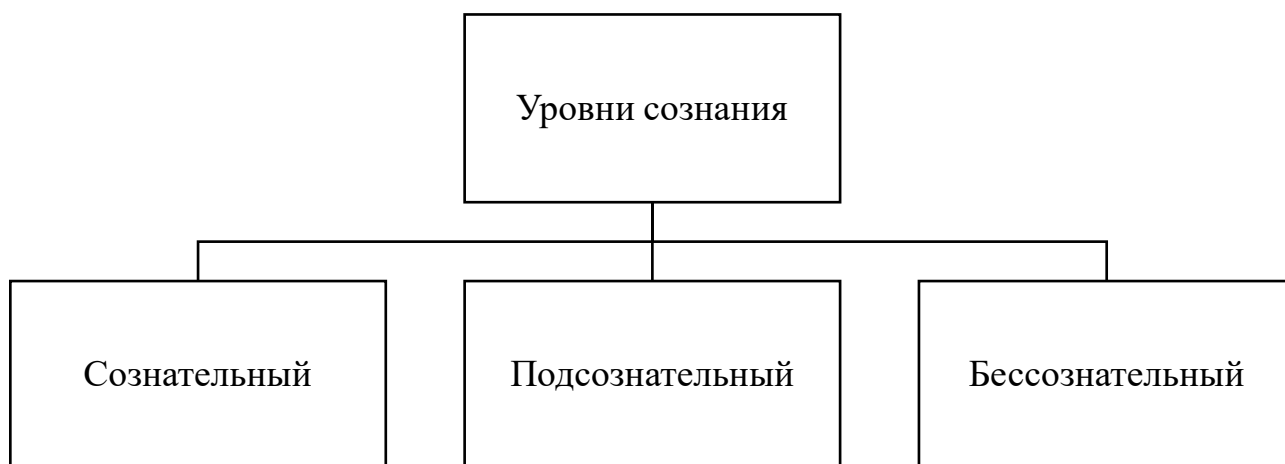 Уровни сознания
Сознательный
Подсознательный
Бессознательный